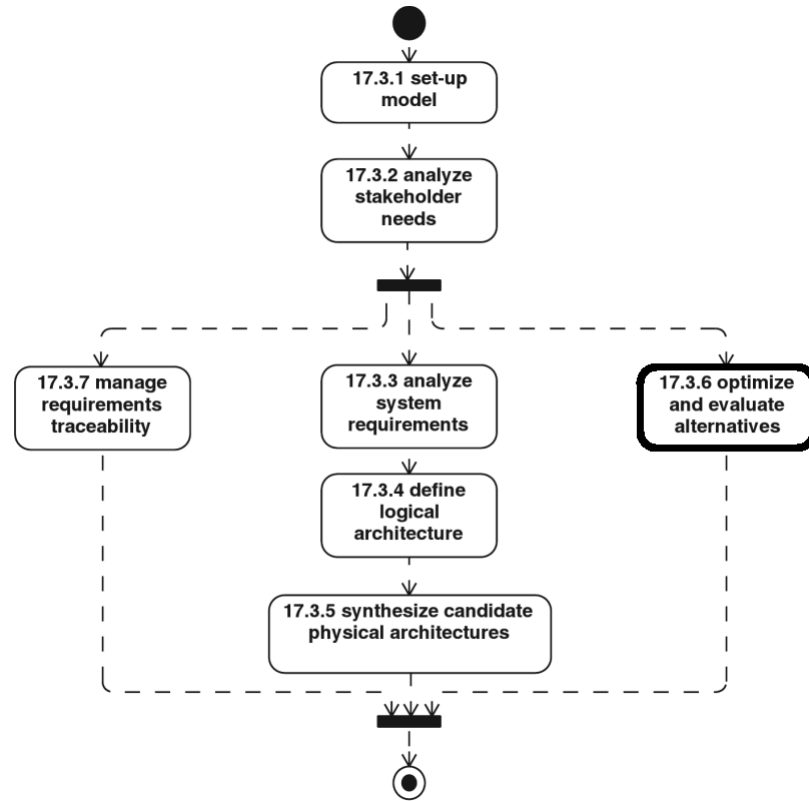 17.3.1 set-up
model
17.3.2 analyze
stakeholder
needs
17.3.7 manage
requirements
traceability
17.3.3 analyze
system
requirements
17.3.6 optimize
and evaluate
alternatives
17.3.4 define
logical
architecture
17.3.5 synthesize candidate
physical architectures